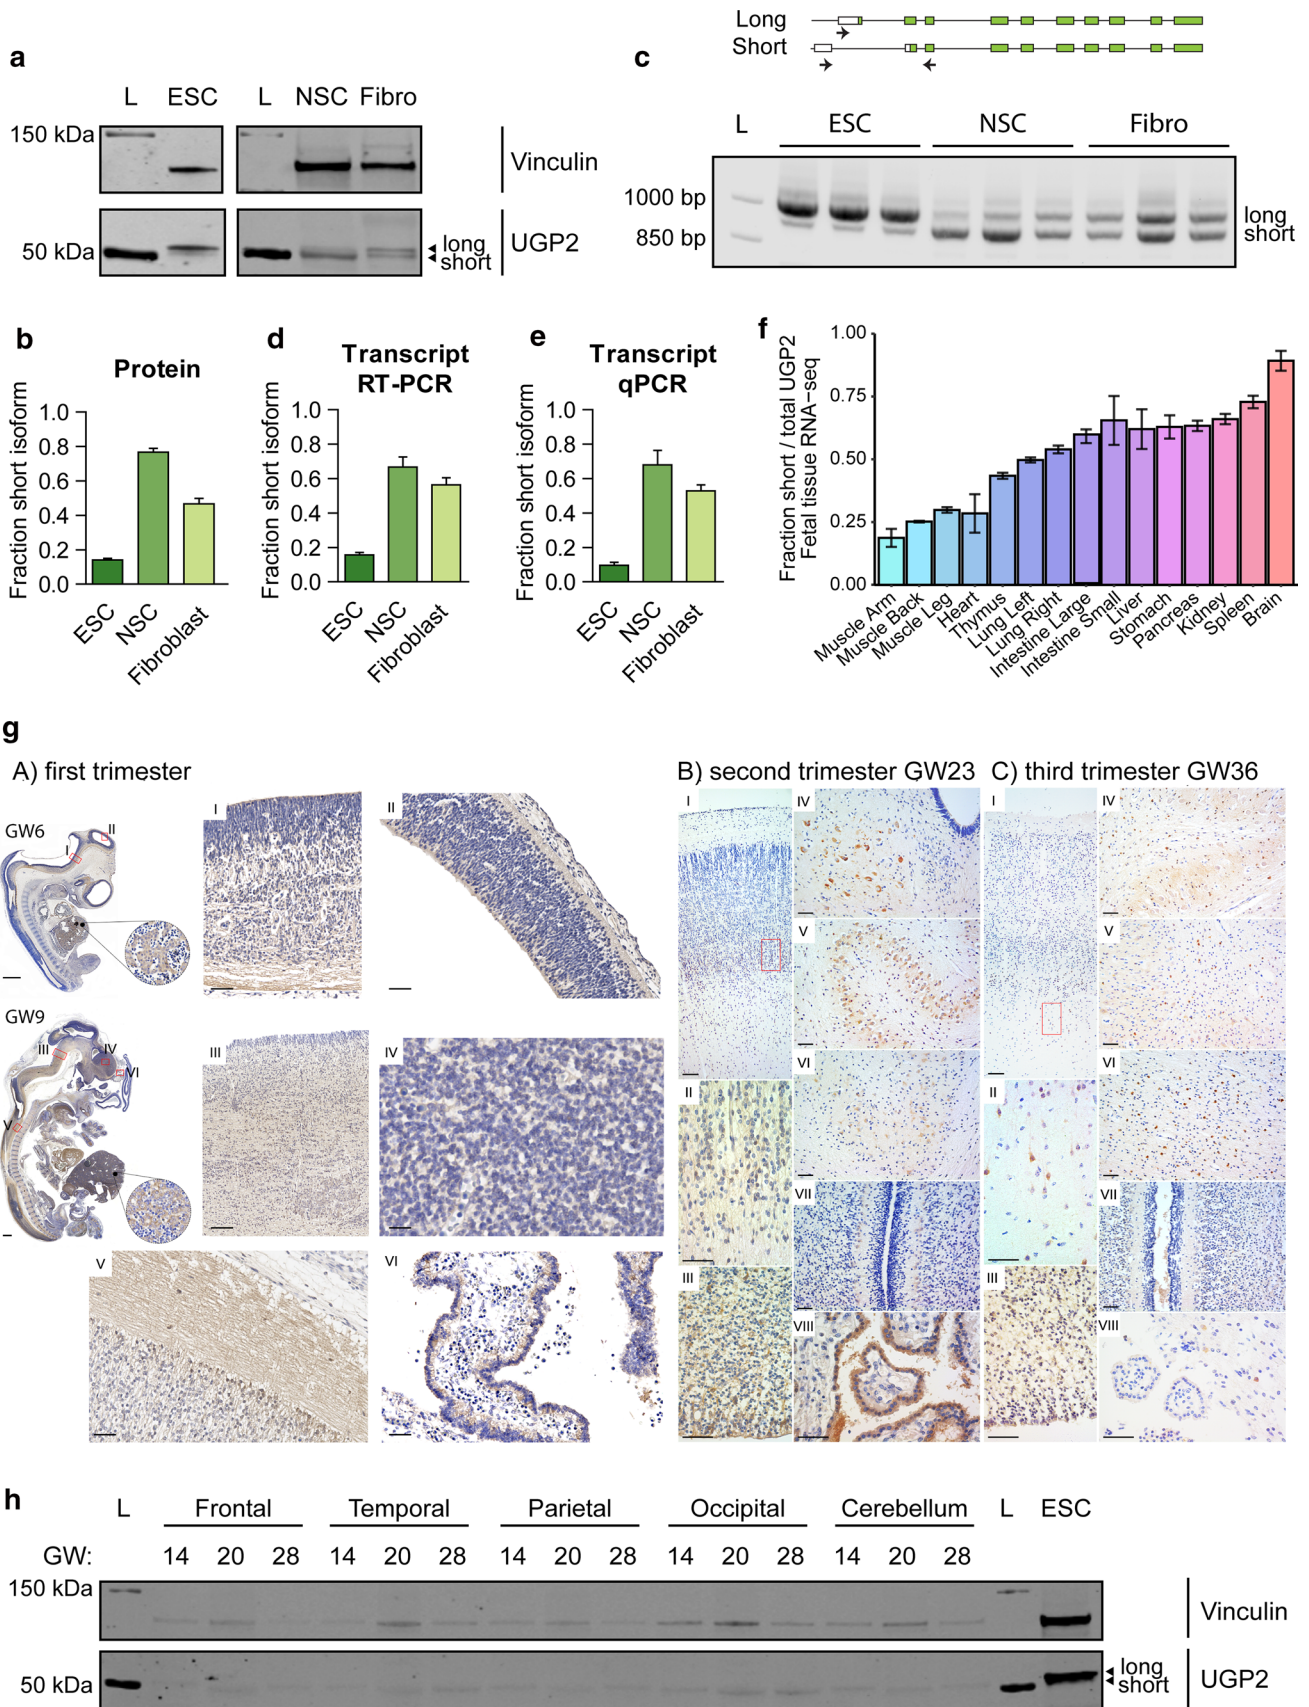 Long
Short
a
L ESC L NSC Fibro
150 kDa
Vinculin
50 kDa
long
short
UGP2
c
L ESC NSC Fibro
1000 bp
850 bp
long
short
b
Protein
Fraction short isoform
1.0
0.8
0.6
0.4
0.2
0.0
ESC
NSC
Fibroblast
d
Transcript
RT-PCR
Fraction short isoform
1.0
0.8
0.6
0.4
0.2
0.0
ESC
NSC
Fibroblast
e
Transcript
qPCR
Fraction short isoform
1.0
0.8
0.6
0.4
0.2
0.0
ESC
NSC
Fibroblast
f
Fraction short / total UGP2
Fetal tissue RNA−seq
1.00
0.75
0.50
0.25
0.00
Muscle Arm
Muscle Back
Muscle Leg
Heart
Thymus
Lung Left
Lung Right
Intestine Large
Intestine Small
Liver
Stomach
Pancreas
Kidney
Spleen
Brain
g
A) first trimester
GW6
I
II
I
II
GW9
III
IV
VI
V
III
IV
V
VI
B) second trimester GW23
I
II
III
IV
V
VI
VII
VIII
C) third trimester GW36
I
II
III
IV
V
VI
VII
VIII
h
L Frontal Temporal Parietal Occipital Cerebellum L ESC
GW: 14 20 28 14 20 28 14 20 28 14 20 28 14 20 28
150 kDa
Vinculin
50 kDa
long
short
UGP2